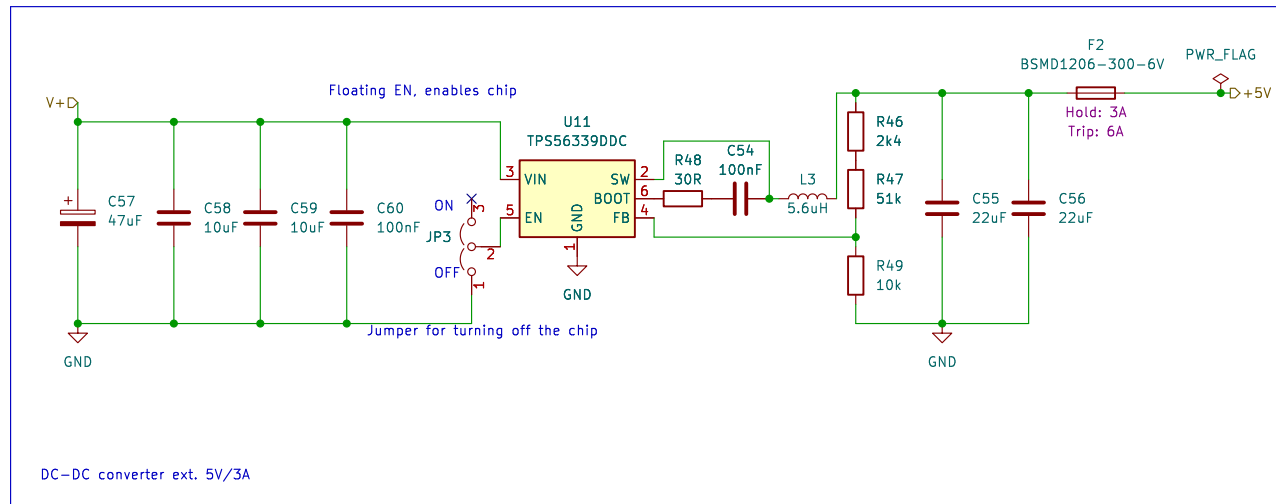 F2
BSMD1206-300-6V
PWR_FLAG
Floating EN, enables chip
V+
+5V
Hold: 3A
Trip: 6A
U11
TPS56339DDC
R46
2k4
C54
100nF
R48
30R
L3
5.6uH
3
VIN
SW
2
BOOT
6
5
EN
FB
4
GND
1
GND
R47
51k
C57
47uF
+
C58
10uF
C59
10uF
C60
100nF
ON
3
JP3
2
OFF
1
C55
22uF
C56
22uF
R49
10k
Jumper for turning off the chip
GND
GND
DC-DC converter ext. 5V/3A